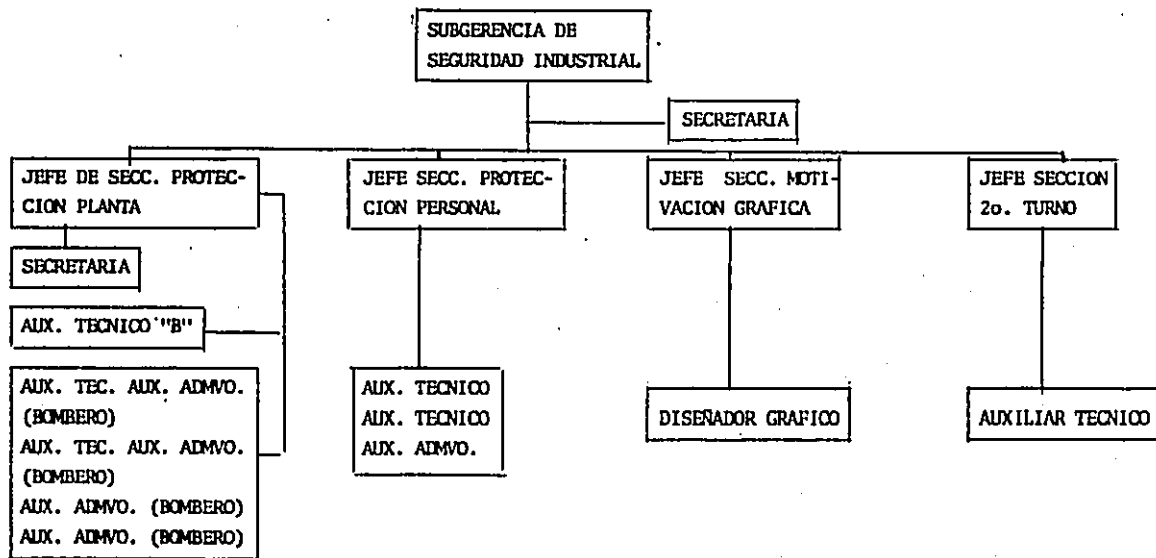 SUBGERENCIA DE
SEGURIDAD INDUSTRIAL
SECRETARIA
JEFE DE SECC. PROTEC-
CION PLANTA
JEFE SECC. PROTEC-
CION PERSONAL
JEFE SECC. MOTI-
VACION GRAFICA
JEFE SECCION
2o. TURNO
SECRETARIA
AUX. TECNICO "B"
AUX. TEC. AUX. ADMVO.
(BOMBERO)
AUX. TEC. AUX. ADMVO.
(BOMBERO)
AUX. ADMVO. (BOMBERO)
AUX. ADMVO. (BOMBERO)
AUX. TECNICO
AUX. TECNICO
AUX. ADMVO.
DISEÑADOR GRAFICO
AUXILIAR TECNICO